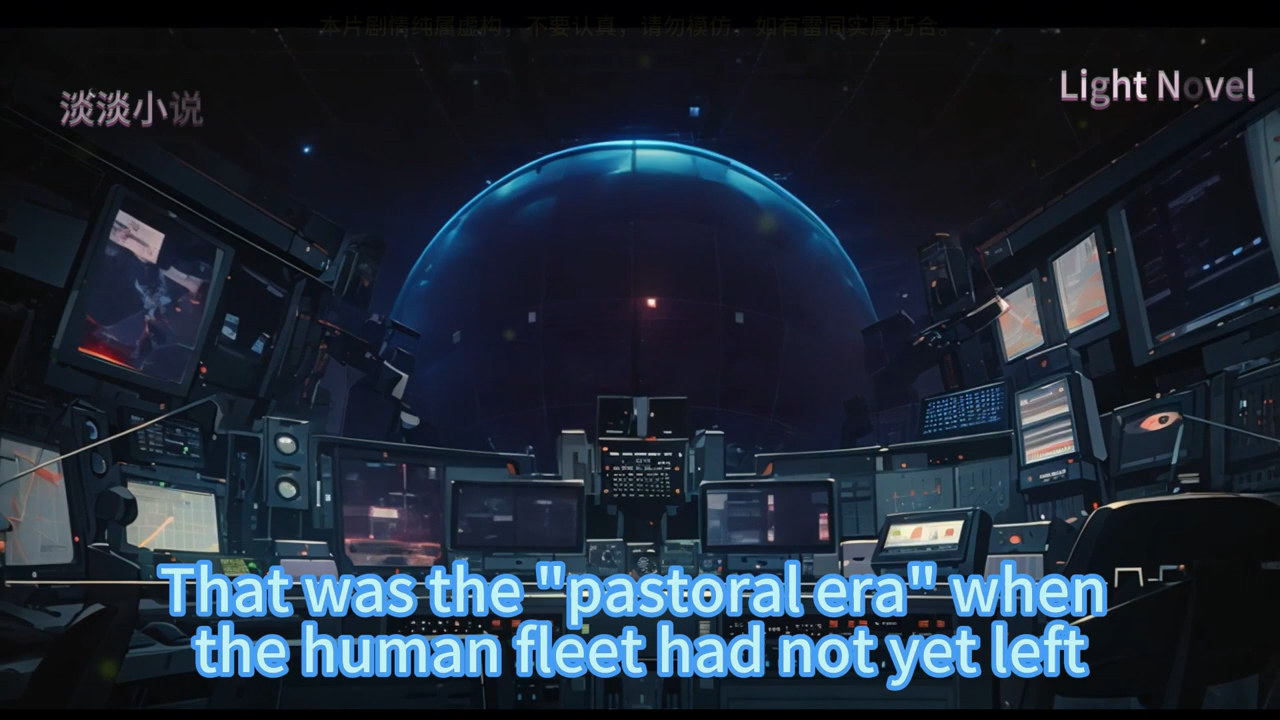 本片剧情纯属虚构，不要认真，请勿模仿，如有雷同实属巧合。
淡淡小说
Light Novel
That was the "pastoral era" when
the human fleet had not yet left